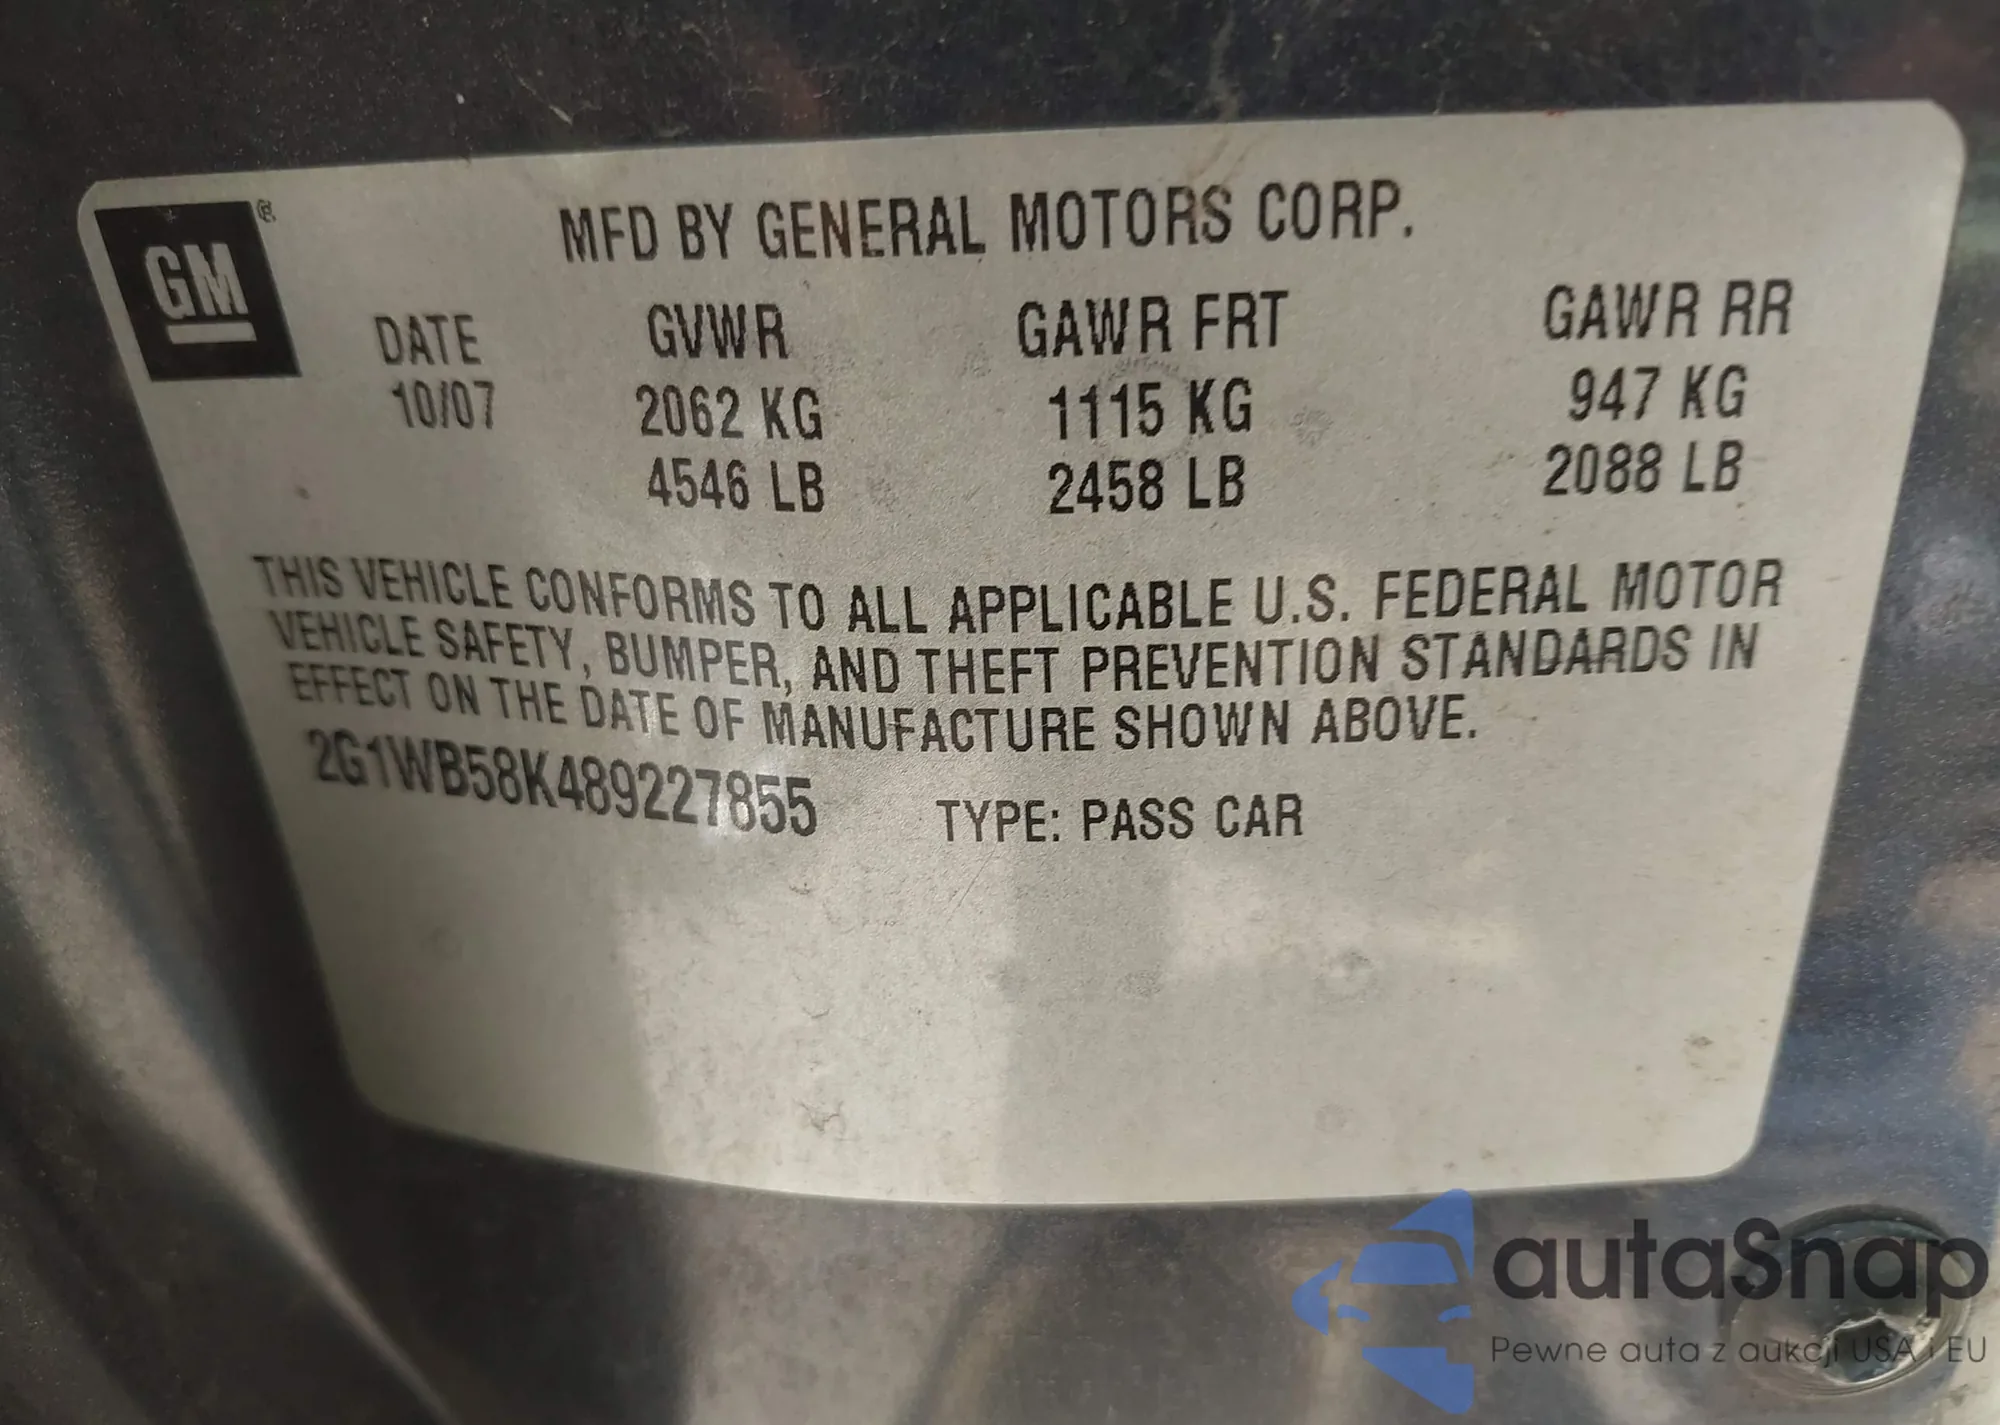 GM ®
MFD BY GENERAL MOTORS CORP.
DATE GVWR GAWR FRT GAWR RR
10/07 2062 KG 1115 KG 947 KG
4546 LB 2458 LB 2088 LB
THIS VEHICLE CONFORMS TO ALL APPLICABLE U.S. FEDERAL MOTOR
VEHICLE SAFETY, BUMPER, AND THEFT PREVENTION STANDARDS IN
EFFECT ON THE DATE OF MANUFACTURE SHOWN ABOVE.
2G1WB58K489227855 TYPE: PASS CAR
autaSnap
Pewne auta z aukcji USA i EU